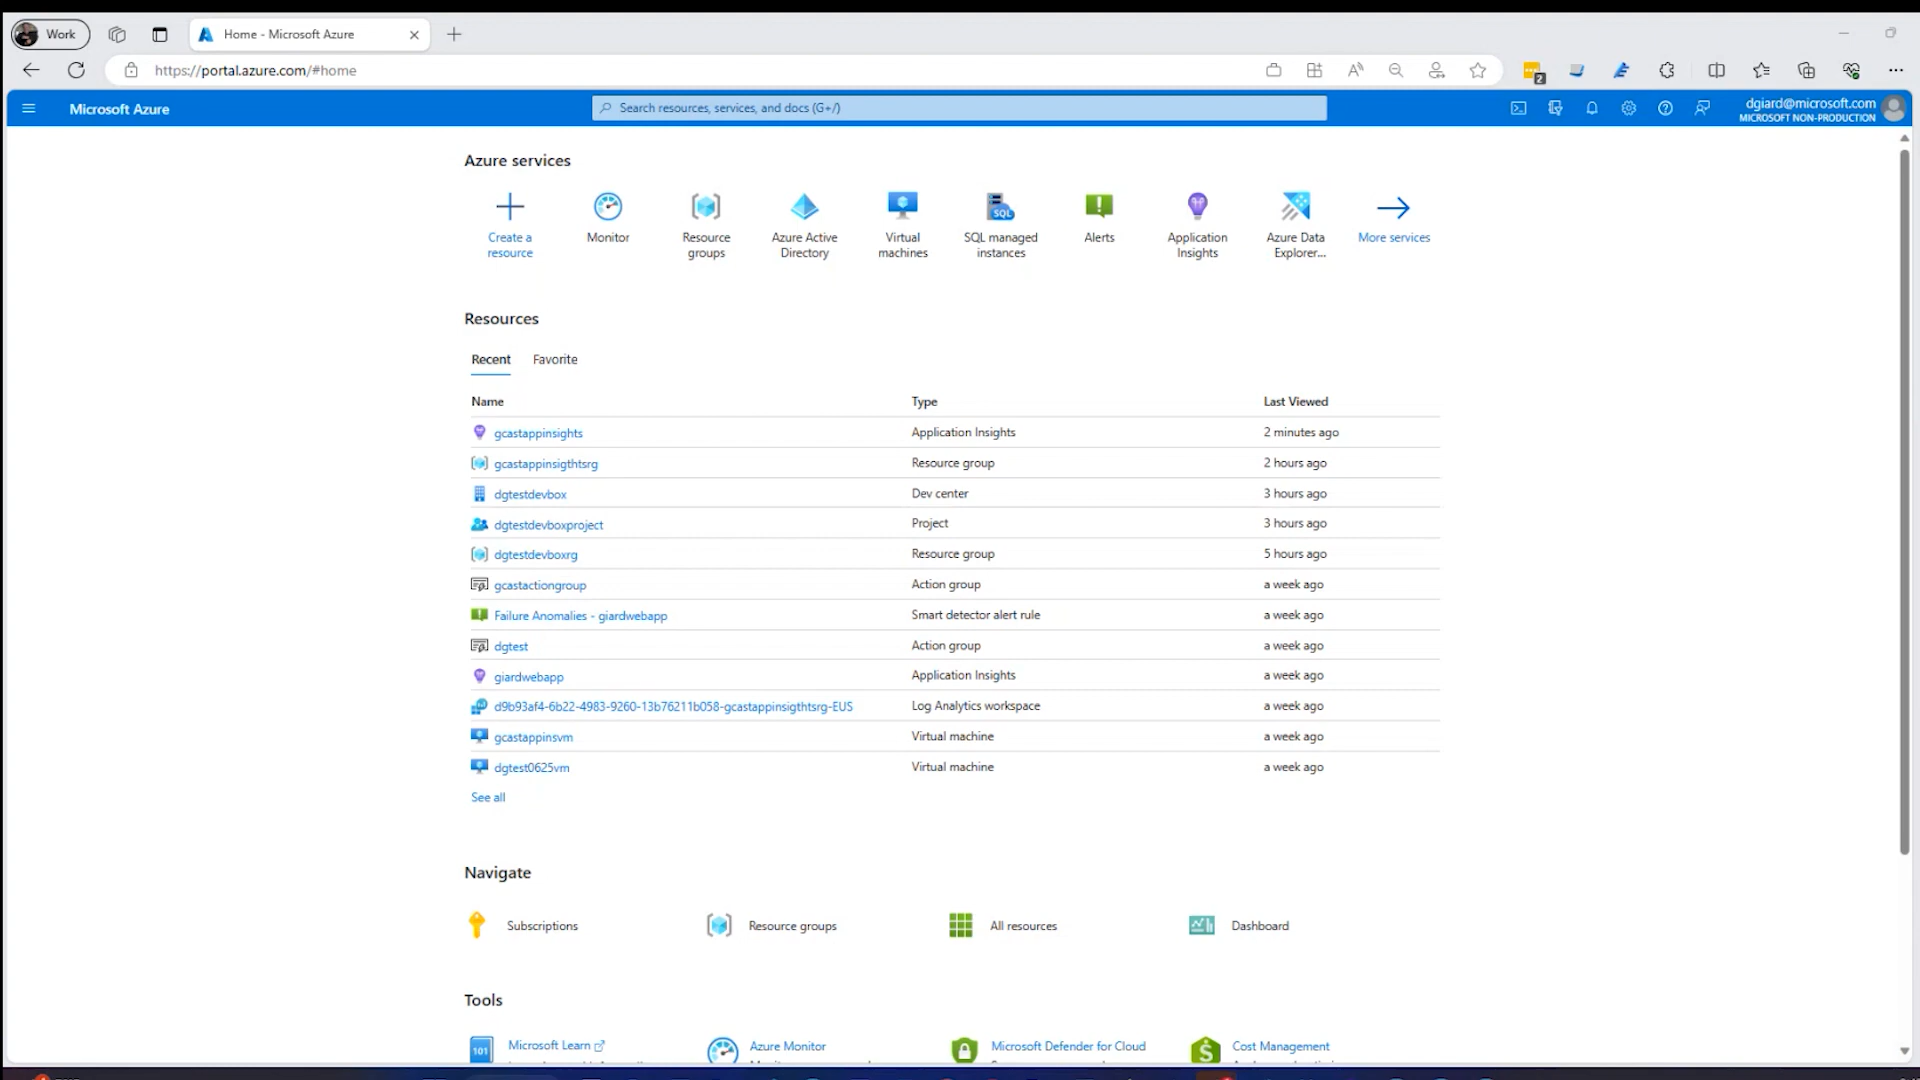 Work
Home - Microsoft Azure
https://portal.azure.com/#home
2
Microsoft Azure
Search resources, services, and docs (G+/)
dgiard@microsoft.com
MICROSOFT NON-PRODUCTION
Azure services
Create a resource
Monitor
Resource groups
Azure Active Directory
Virtual machines
SQL
SQL managed instances
Alerts
Application Insights
Azure Data Explorer...
More services
Resources
Recent Favorite
Name Type Last Viewed
gcastappinsights Application Insights 2 minutes ago
gcastappinsigthtsrg Resource group 2 hours ago
dgtestdevbox Dev center 3 hours ago
dgtestdevboxproject Project 3 hours ago
dgtestdevboxrg Resource group 5 hours ago
gcastactiongroup Action group a week ago
Failure Anomalies - giardwebapp Smart detector alert rule a week ago
dgtest Action group a week ago
giardwebapp Application Insights a week ago
d9b93af4-6b22-4983-9260-13b76211b058-gcastappinsigthtsrg-EUS Log Analytics workspace a week ago
gcastappinsvm Virtual machine a week ago
dgtest0625vm Virtual machine a week ago
See all
Navigate
Subscriptions Resource groups All resources Dashboard
Tools
101 Microsoft Learn Azure Monitor Microsoft Defender for Cloud Cost Management